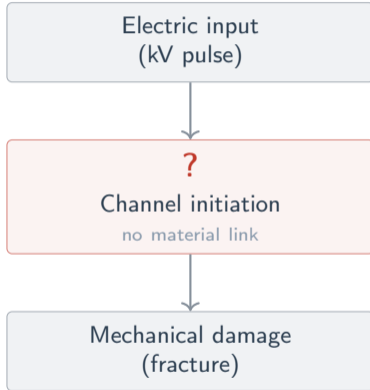 Electric input
(kV pulse)
?
Channel initiation
no material link
Mechanical damage
(fracture)